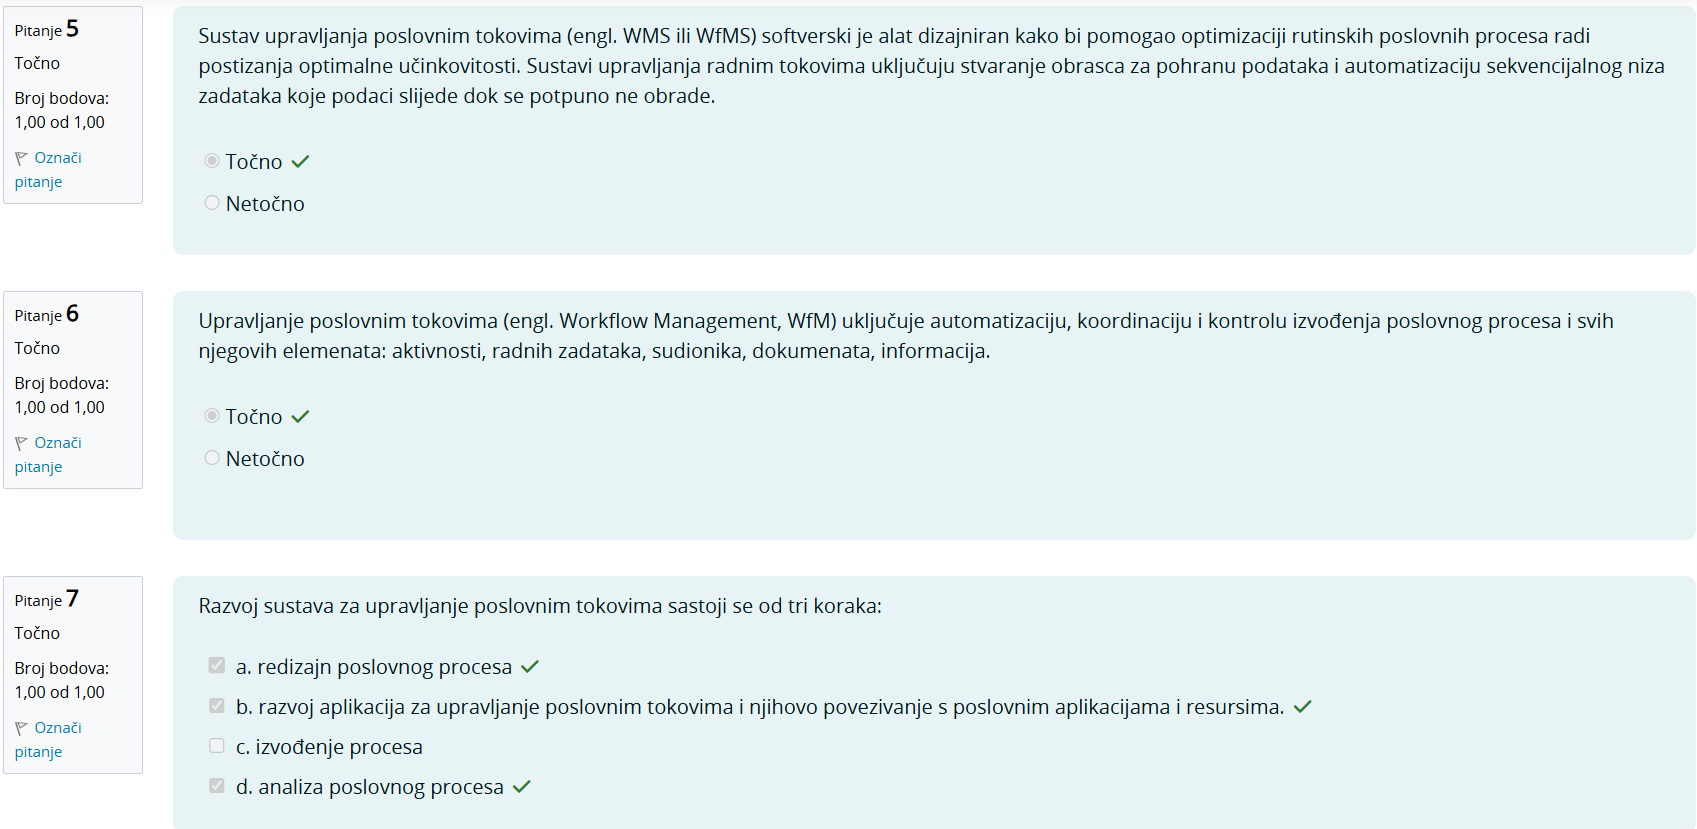 Pitanje 5
Točno
Broj bodova:
1,00 od 1,00
Označi
pitanje
Sustav upravljanja poslovnim tokovima (engl. WMS ili WfMS) softverski je alat dizajniran kako bi pomogao optimizaciji rutinskih poslovnih procesa radi
postizanja optimalne učinkovitosti. Sustavi upravljanja radnim tokovima uključuju stvaranje obrasca za pohranu podataka i automatizaciju sekvencijalnog niza
zadataka koje podaci slijede dok se potpuno ne obrade.
Točno
Netočno
Pitanje 6
Točno
Broj bodova:
1,00 od 1,00
Označi
pitanje
Upravljanje poslovnim tokovima (engl. Workflow Management, WfM) uključuje automatizaciju, koordinaciju i kontrolu izvođenja poslovnog procesa i svih
njegovih elemenata: aktivnosti, radnih zadataka, sudionika, dokumenata, informacija.
Točno
Netočno
Pitanje 7
Točno
Broj bodova:
1,00 od 1,00
Označi
pitanje
Razvoj sustava za upravljanje poslovnim tokovima sastoji se od tri koraka:
a. redizajn poslovnog procesa
b. razvoj aplikacija za upravljanje poslovnim tokovima i njihovo povezivanje s poslovnim aplikacijama i resursima.
c. izvođenje procesa
d. analiza poslovnog procesa